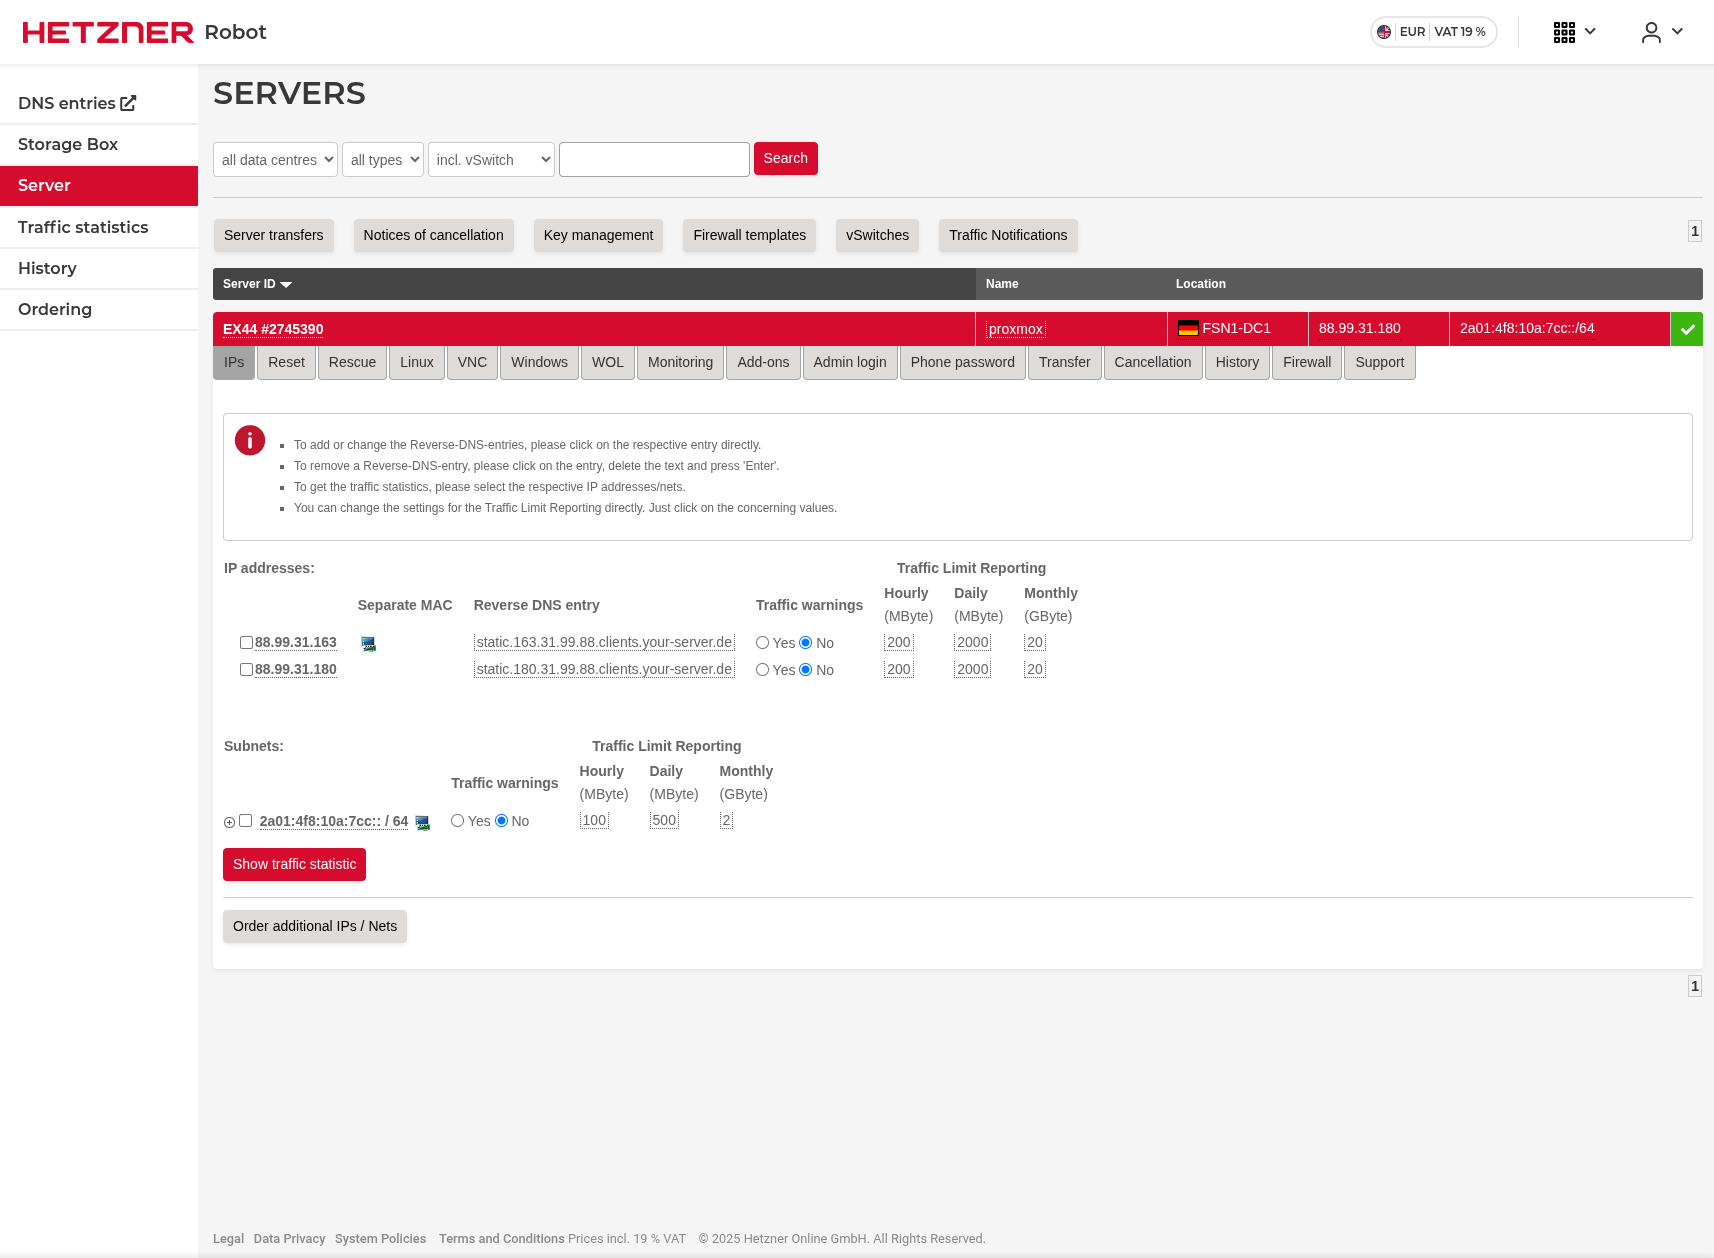 HETZNER Robot
EUR VAT 19 %
DNS entries
Storage Box
Server
Traffic statistics
History
Ordering
SERVERS
all data centres all types incl. vSwitch Search
Server transfers Notices of cancellation Key management Firewall templates vSwitches Traffic Notifications 1
Server ID Name Location
EX44 #2745390 proxmox FSN1-DC1 88.99.31.180 2a01:4f8:10a:7cc::/64
IPs Reset Rescue Linux VNC Windows WOL Monitoring Add-ons Admin login Phone password Transfer Cancellation History Firewall Support
To add or change the Reverse-DNS-entries, please click on the respective entry directly.
To remove a Reverse-DNS-entry, please click on the entry, delete the text and press 'Enter'.
To get the traffic statistics, please select the respective IP addresses/nets.
You can change the settings for the Traffic Limit Reporting directly. Just click on the concerning values.
IP addresses: Traffic Limit Reporting
Separate MAC Reverse DNS entry Traffic warnings Hourly Daily Monthly
(MByte) (MByte) (GByte)
88.99.31.163 static.163.31.99.88.clients.your-server.de Yes No 200 2000 20
88.99.31.180 static.180.31.99.88.clients.your-server.de Yes No 200 2000 20
Subnets: Traffic Limit Reporting
Traffic warnings Hourly Daily Monthly
(MByte) (MByte) (GByte)
2a01:4f8:10a:7cc:: / 64 Yes No 100 500 2
Show traffic statistic
Order additional IPs / Nets
1
Legal Data Privacy System Policies Terms and Conditions Prices incl. 19 % VAT © 2025 Hetzner Online GmbH. All Rights Reserved.